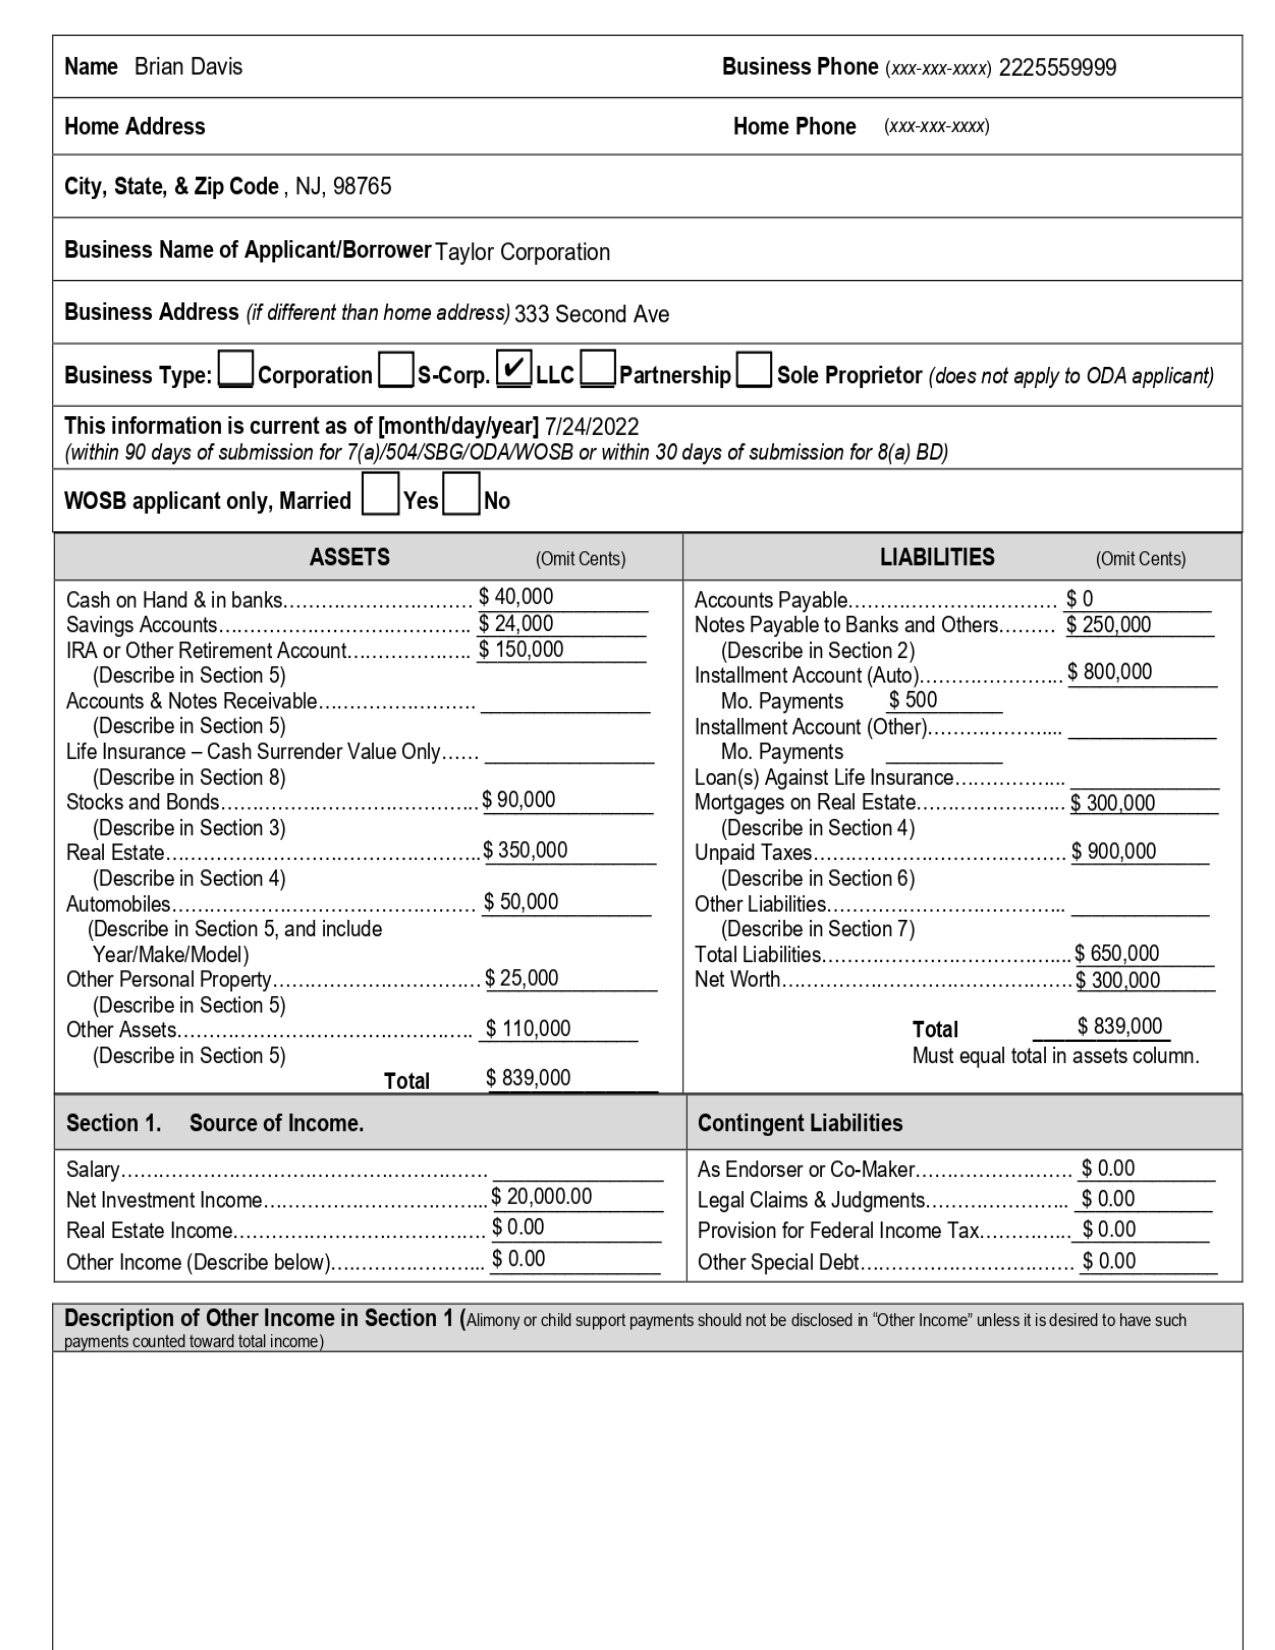 Name Brian Davis Business Phone (xxx-xxx-xxxx) 2225559999
Home Address Home Phone (xxx-xxx-xxxx)
City, State, & Zip Code , NJ, 98765
Business Name of Applicant/Borrower Taylor Corporation
Business Address (if different than home address) 333 Second Ave
Business Type: Corporation S-Corp. ✔ LLC Partnership Sole Proprietor (does not apply to ODA applicant)
This information is current as of [month/day/year] 7/24/2022
(within 90 days of submission for 7(a)/504/SBG/ODA/WOSB or within 30 days of submission for 8(a) BD)
WOSB applicant only, Married Yes No
ASSETS (Omit Cents)
Cash on Hand & in banks………………………… $ 40,000
Savings Accounts…………………………………. $ 24,000
IRA or Other Retirement Account……………….. $ 150,000
(Describe in Section 5)
Accounts & Notes Receivable……………………. ________________
(Describe in Section 5)
Life Insurance – Cash Surrender Value Only…… ________________
(Describe in Section 8)
Stocks and Bonds………………………………….. $ 90,000
(Describe in Section 3)
Real Estate………………………………………….. $ 350,000
(Describe in Section 4)
Automobiles………………………………………… $ 50,000
(Describe in Section 5, and include
Year/Make/Model)
Other Personal Property…………………………… $ 25,000
(Describe in Section 5)
Other Assets………………………………………. $ 110,000
(Describe in Section 5)
Total $ 839,000
LIABILITIES (Omit Cents)
Accounts Payable………………………………… $ 0
Notes Payable to Banks and Others……… $ 250,000
(Describe in Section 2)
Installment Account (Auto)…………………….. $ 800,000
Mo. Payments $ 500
Installment Account (Other)………………….... ______________
Mo. Payments ___________
Loan(s) Against Life Insurance……………….. ______________
Mortgages on Real Estate…………………….. $ 300,000
(Describe in Section 4)
Unpaid Taxes……………………………………. $ 900,000
(Describe in Section 6)
Other Liabilities………………………………….. _____________
(Describe in Section 7)
Total Liabilities……………………………………. $ 650,000
Net Worth………………………………………… $ 300,000
Total $ 839,000
Must equal total in assets column.
Section 1. Source of Income.
Salary………………………………………………… ________________
Net Investment Income…………………………….. $ 20,000.00
Real Estate Income…………………………………. $ 0.00
Other Income (Describe below)…………………….. $ 0.00
Contingent Liabilities
As Endorser or Co-Maker…………………… $ 0.00
Legal Claims & Judgments………………….. $ 0.00
Provision for Federal Income Tax………….. $ 0.00
Other Special Debt……………………………. $ 0.00
Description of Other Income in Section 1 (Alimony or child support payments should not be disclosed in “Other Income” unless it is desired to have such
payments counted toward total income)